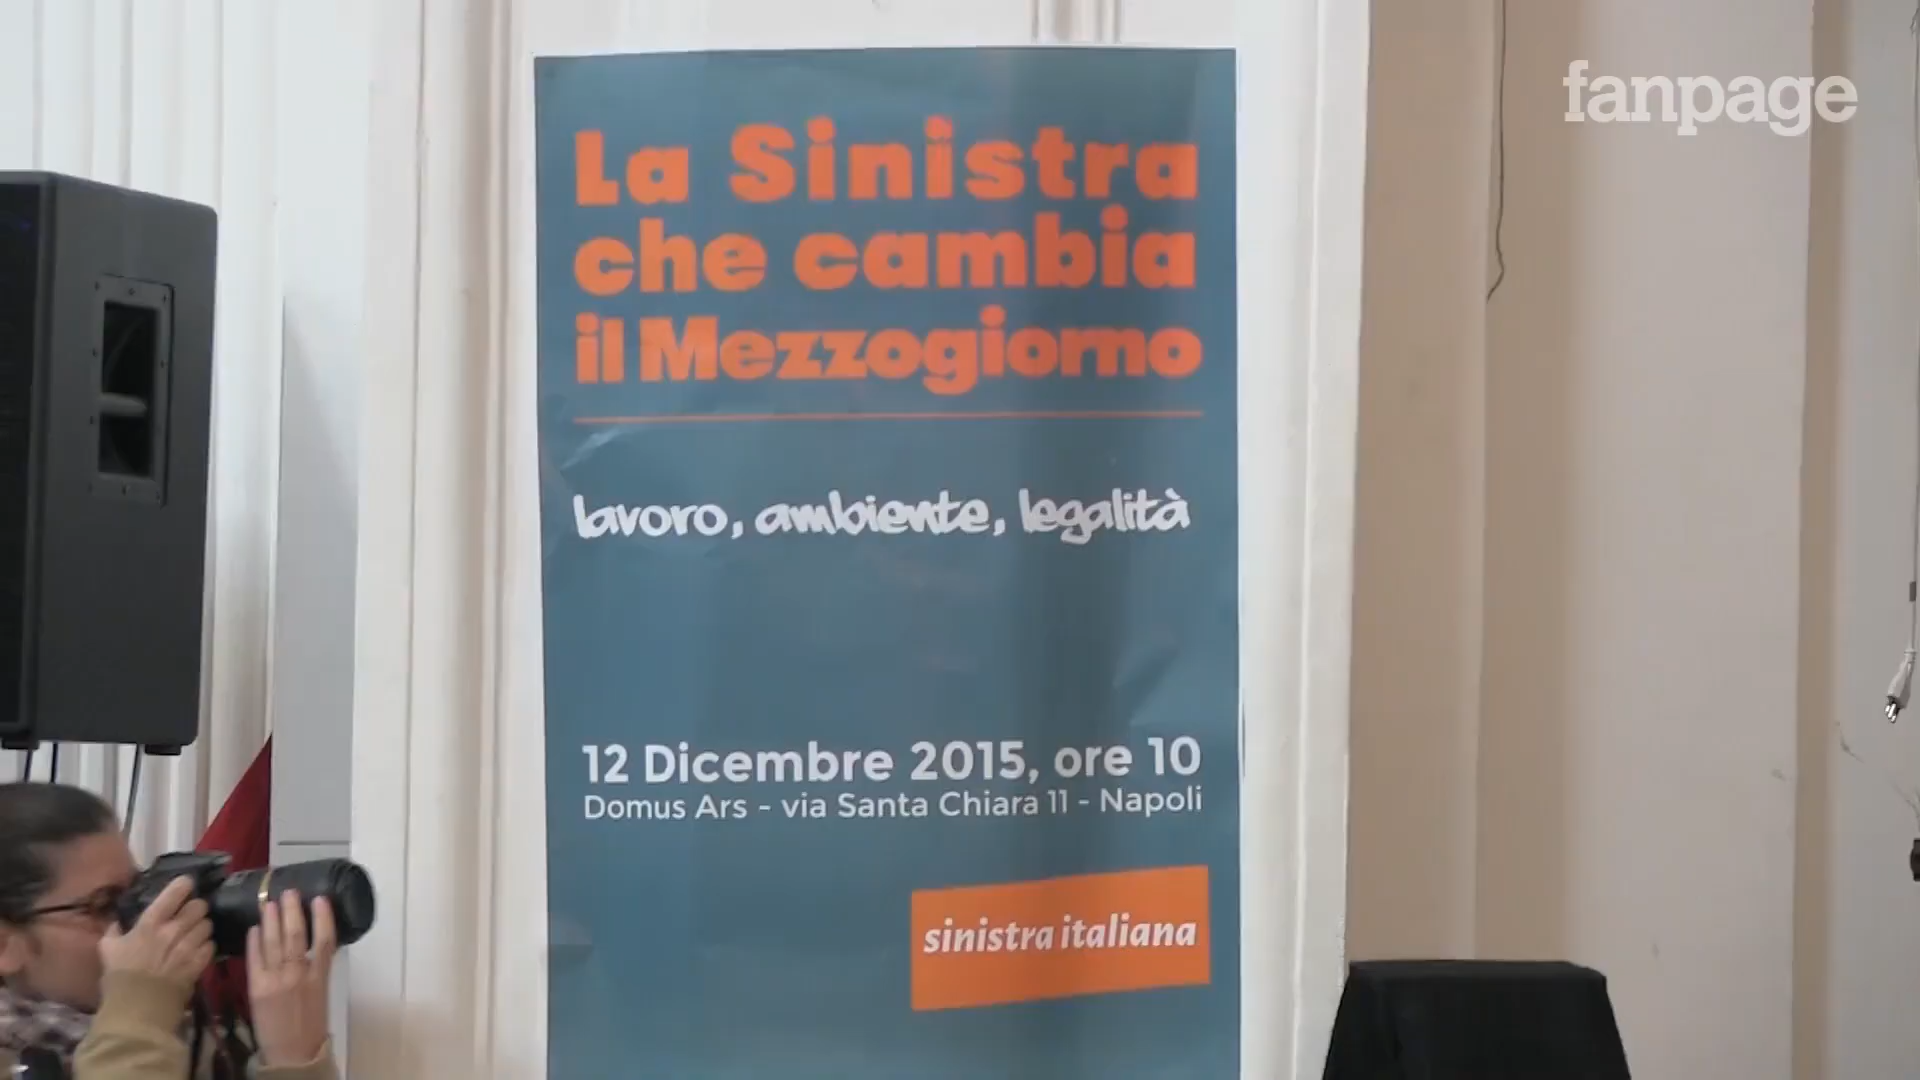 fanpage
La Sinistra
che cambia
il Mezzogiorno
lavoro, ambiente, legalità
12 Dicembre 2015, ore 10
Domus Ars - via Santa Chiara 11 - Napoli
sinistra italiana